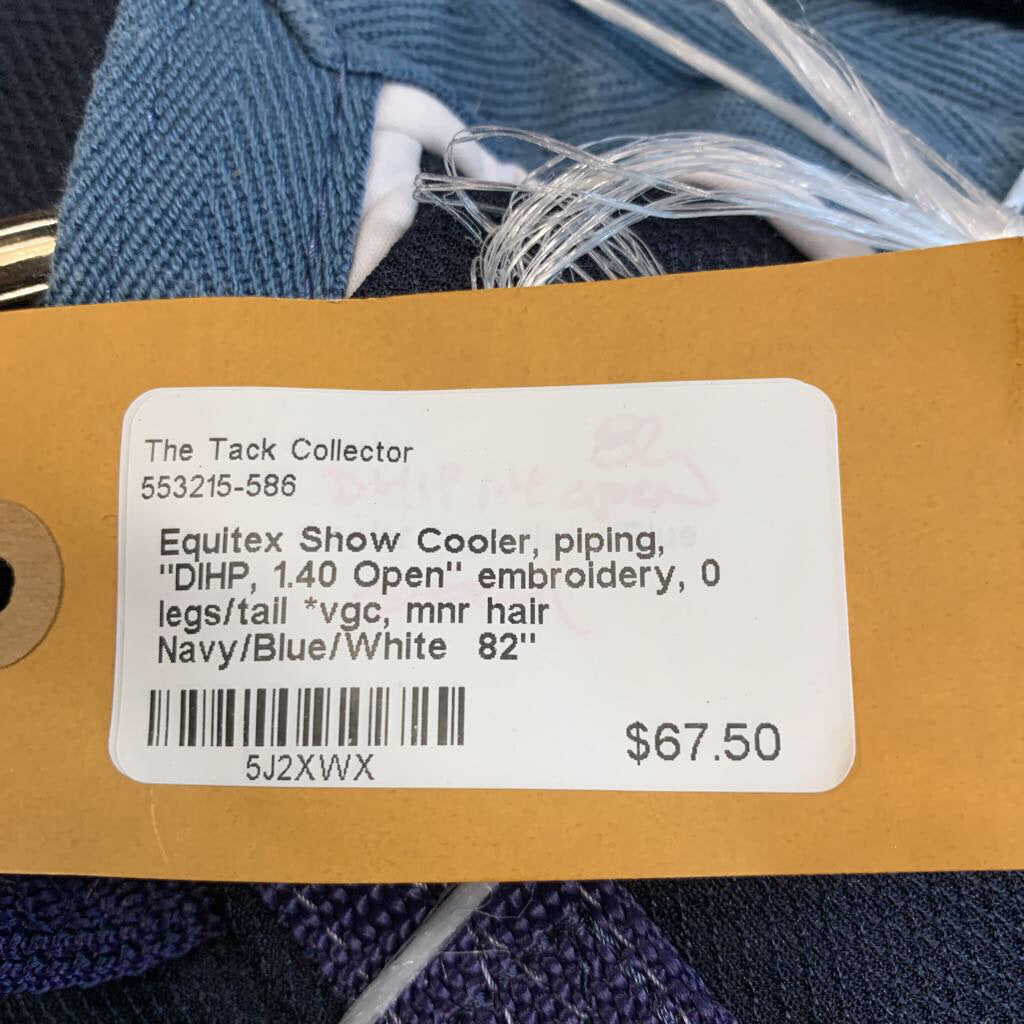 The Tack Collector
553215-586
Equitex Show Cooler, piping,
"DIHP, 1.40 Open" embroidery, 0
legs/tail *vgc, mnr hair
Navy/Blue/White 82"
5J2XWX
$67.50